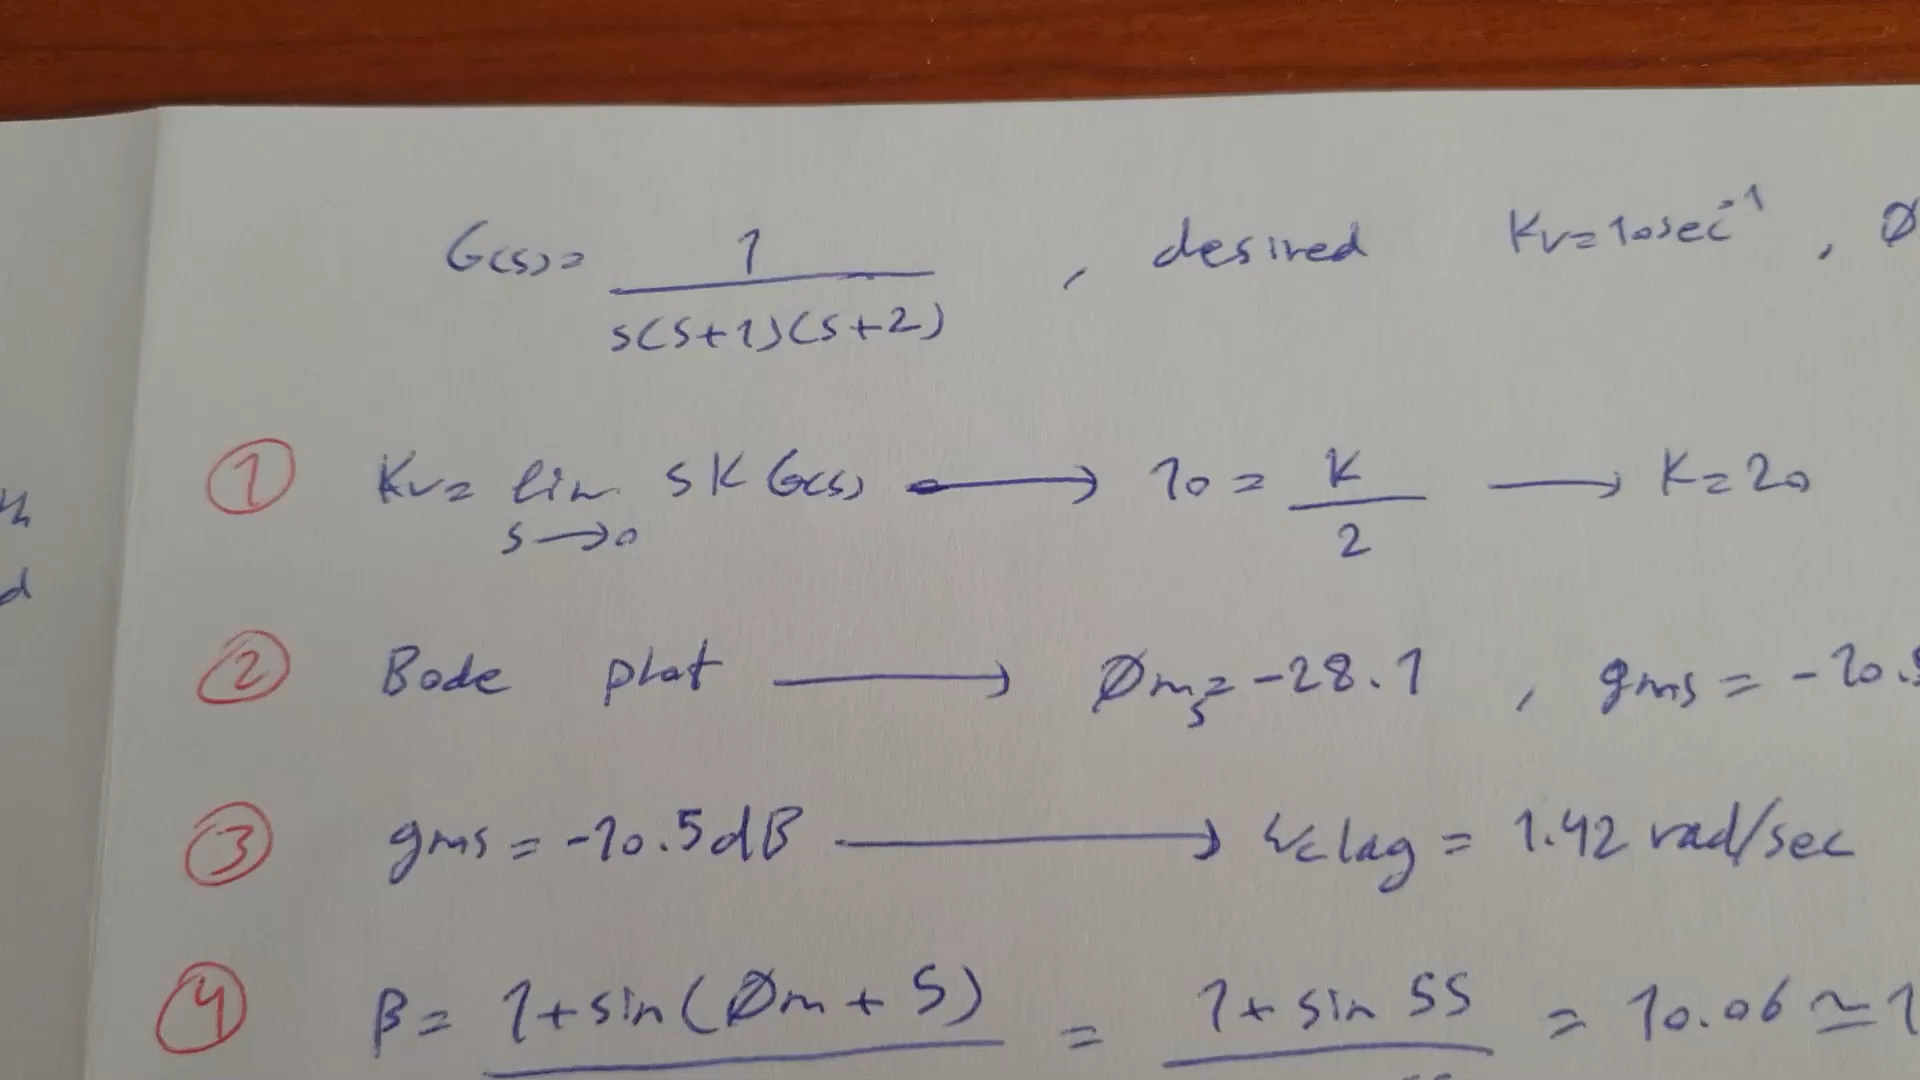 G(s) = 1 / s(s+1)(s+2) , desired Kv=10sec⁻¹ , Ø
① Kv = lim s→0 sKG(s) → 10 = K/2 → K=20
② Bode plot → Øms = -28.1 , gms = -10.5
③ gms = -10.5dB → Wclag = 1.42 rad/sec
④ β = 1+sin(Øm+5) = 1+sin 55 = 10.06 ≃ 1